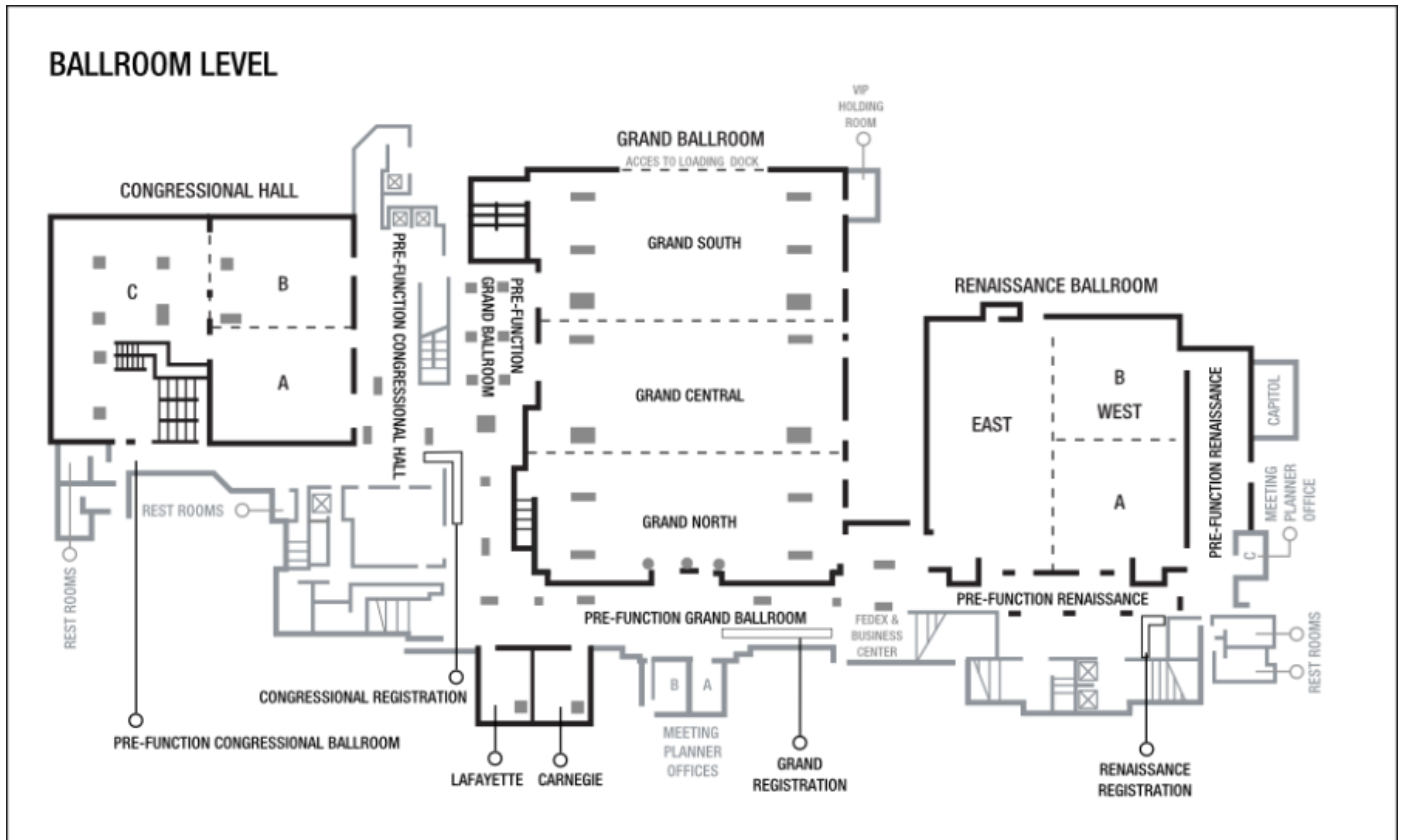 BALLROOM LEVEL
VIP
HOLDING
ROOM
GRAND BALLROOM
ACCES TO LOADING DOCK
CONGRESSIONAL HALL
C
B
A
PRE-FUNCTION CONGRESSIONAL HALL
PRE-FUNCTION
GRAND BALLROOM
GRAND SOUTH
GRAND CENTRAL
GRAND NORTH
RENAISSANCE BALLROOM
EAST
B
WEST
A
PRE-FUNCTION RENAISSANCE
CAPITOL
MEETING
PLANNER
OFFICE
C
REST ROOMS
REST ROOMS
PRE-FUNCTION GRAND BALLROOM
FEDEX &
BUSINESS
CENTER
PRE-FUNCTION RENAISSANCE
REST ROOMS
CONGRESSIONAL REGISTRATION
B
A
PRE-FUNCTION CONGRESSIONAL BALLROOM
LAFAYETTE
CARNEGIE
MEETING
PLANNER
OFFICES
GRAND
REGISTRATION
RENAISSANCE
REGISTRATION